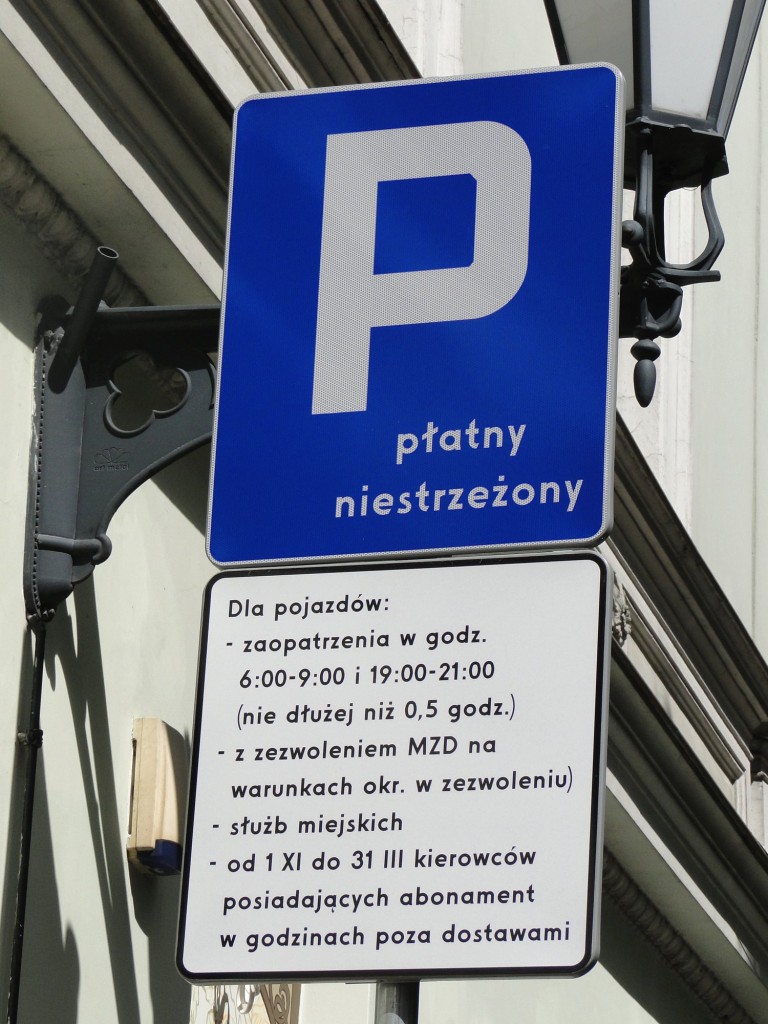 P
płatny
niestrzeżony
Dla pojazdów:
- zaopatrzenia w godz.
6:00-9:00 i 19:00-21:00
(nie dłużej niż 0,5 godz.)
- z zezwoleniem MZD na
warunkach okr. w zezwoleniu)
- służb miejskich
- od 1 XI do 31 III kierowców
posiadających abonament
w godzinach poza dostawami